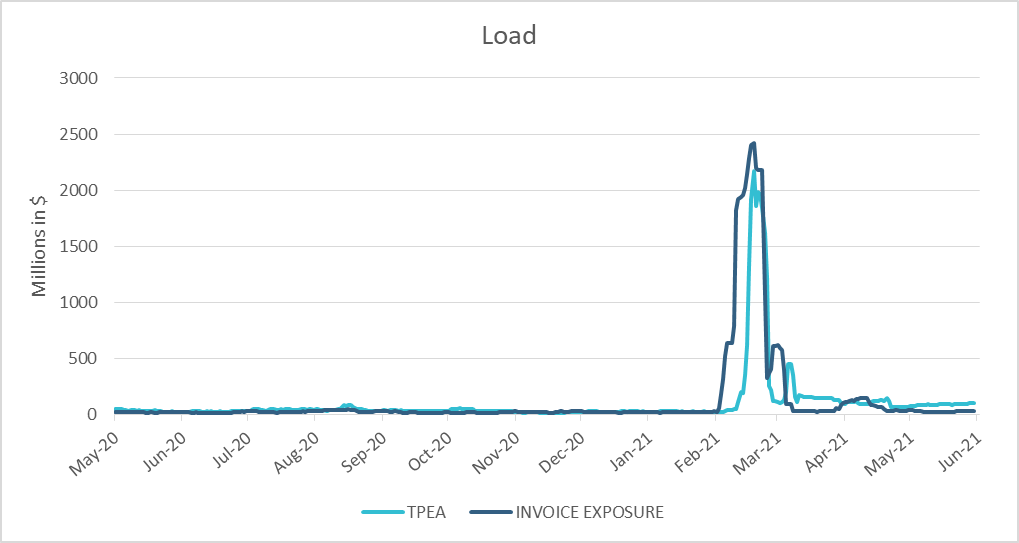 Load
Millions in $
3000
2500
2000
1500
1000
500
0
May-20 Jun-20 Jul-20 Aug-20 Sep-20 Oct-20 Nov-20 Dec-20 Jan-21 Feb-21 Mar-21 Apr-21 May-21 Jun-21
TPEA INVOICE EXPOSURE